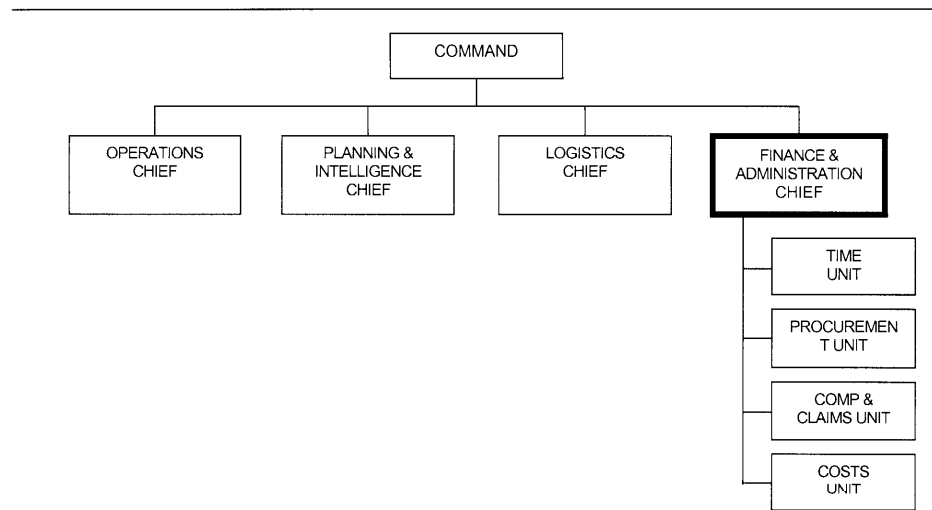 COMMAND
OPERATIONS
CHIEF
PLANNING &
INTELLIGENCE
CHIEF
LOGISTICS
CHIEF
FINANCE &
ADMINISTRATION
CHIEF
TIME
UNIT
PROCUREMEN
T UNIT
COMP &
CLAIMS UNIT
COSTS
UNIT